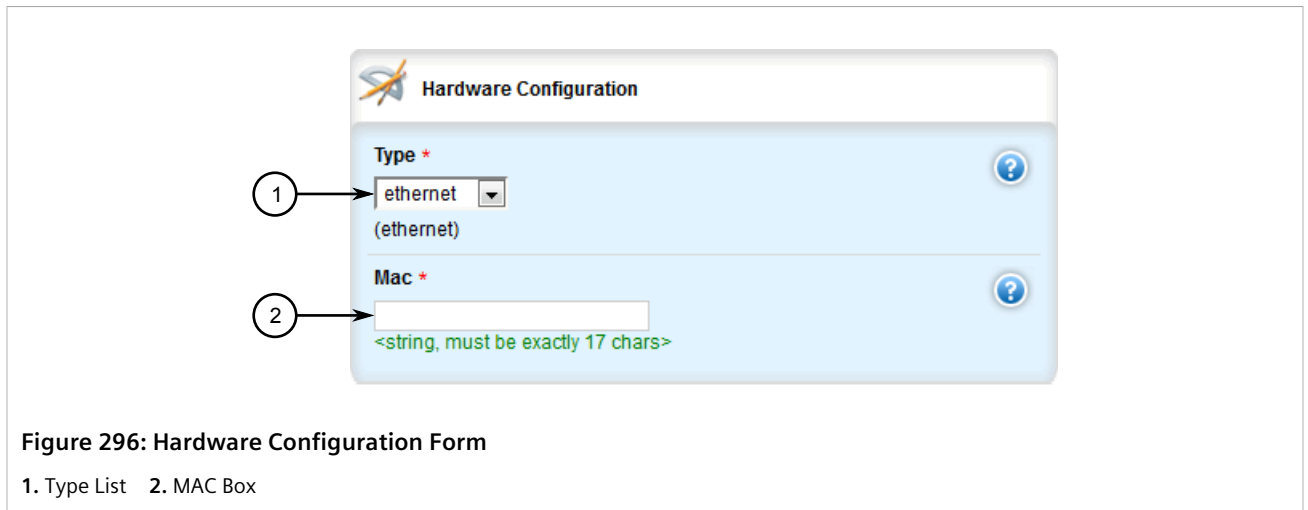 Hardware Configuration
Type *
1
ethernet
(ethernet)
Mac *
2
<string, must be exactly 17 chars>
Figure 296: Hardware Configuration Form
1. Type List 2. MAC Box